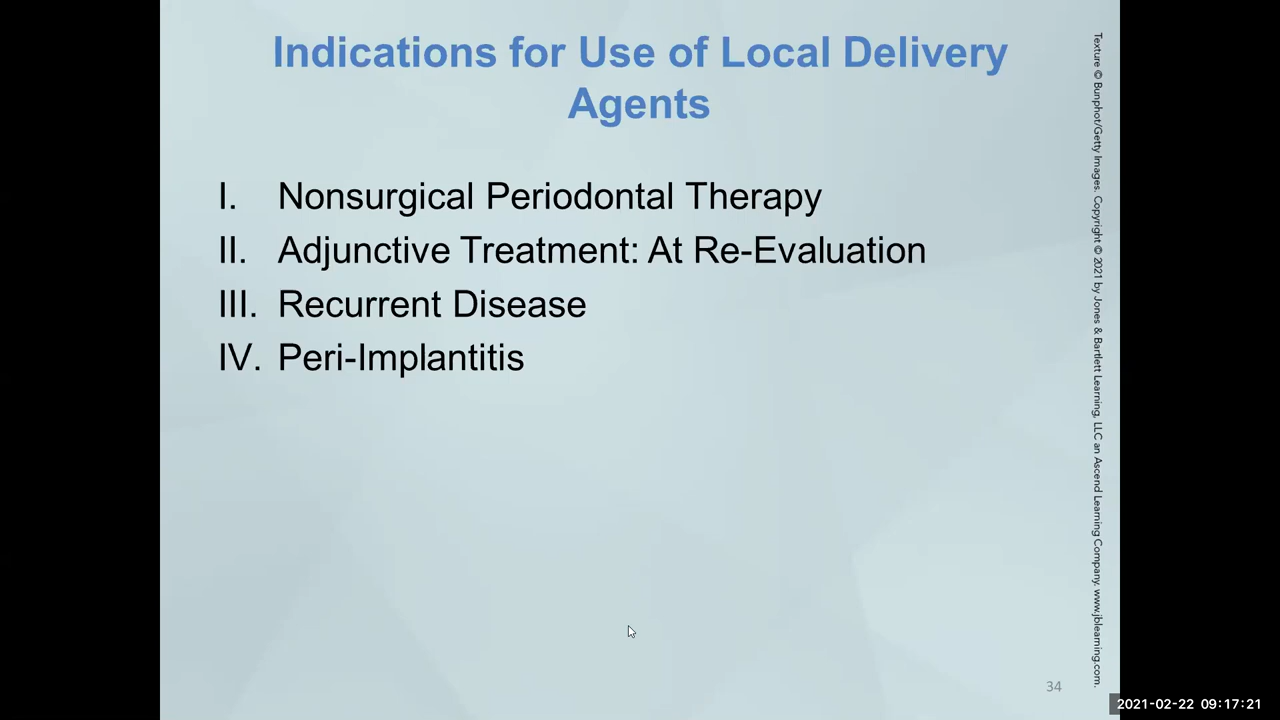 Indications for Use of Local Delivery
Agents
I. Nonsurgical Periodontal Therapy
II. Adjunctive Treatment: At Re-Evaluation
III. Recurrent Disease
IV. Peri-Implantitis
Texture © Bunphot/Getty Images. Copyright © 2021 by Jones & Bartlett Learning, LLC an Ascend Learning Company. www.jblearning.com.
34
2021-02-22 09:17:21